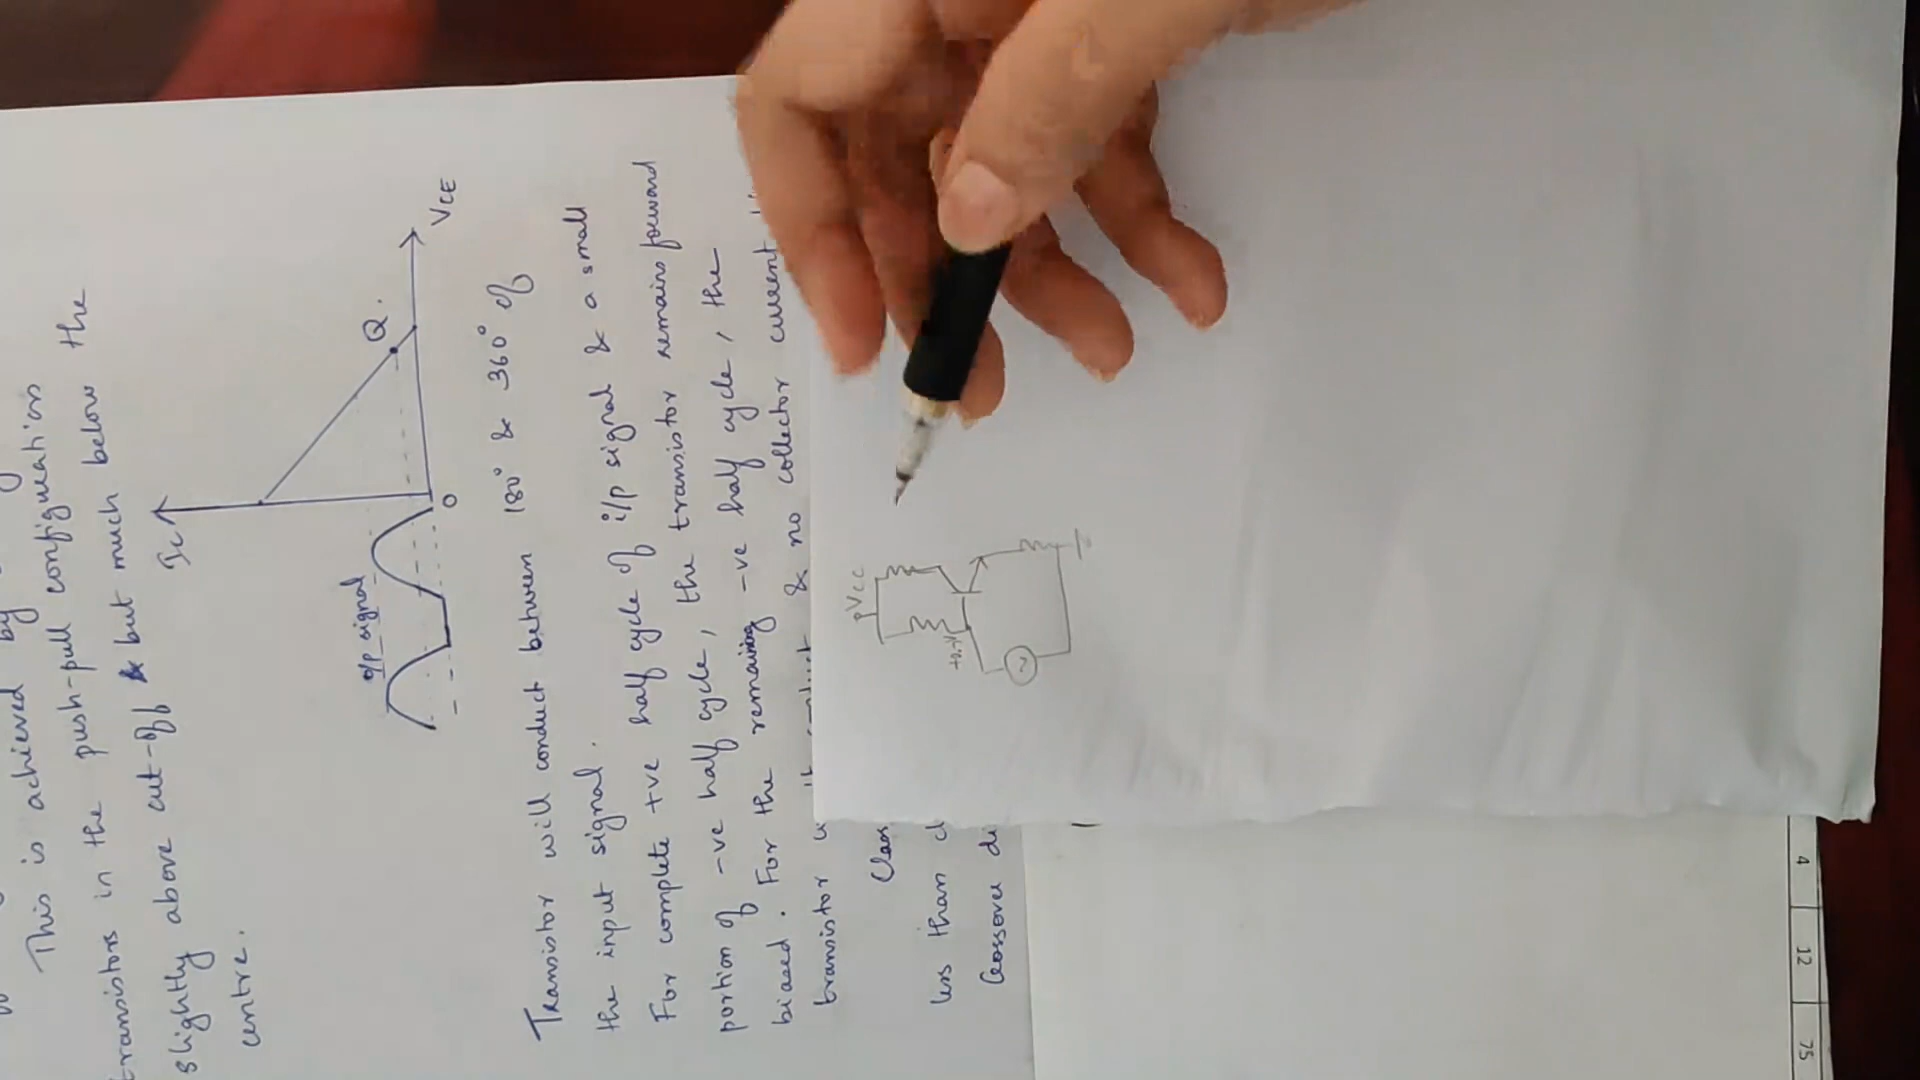 This is achieved by
transistors in the push-pull configuration
slightly above cut-off & but much below the
centre.
Ic
VCE
Q.
O
o/p signal
Transistor will conduct between 180° & 360° of
the input signal.
For complete +ve half cycle of i/p signal & a small
portion of -ve half cycle, the transistor remains forward
biased. For the remaining -ve half cycle, the
transistor & no collector current
Class
less than
Crossover
VCC
+0.7V
~
4
12
75